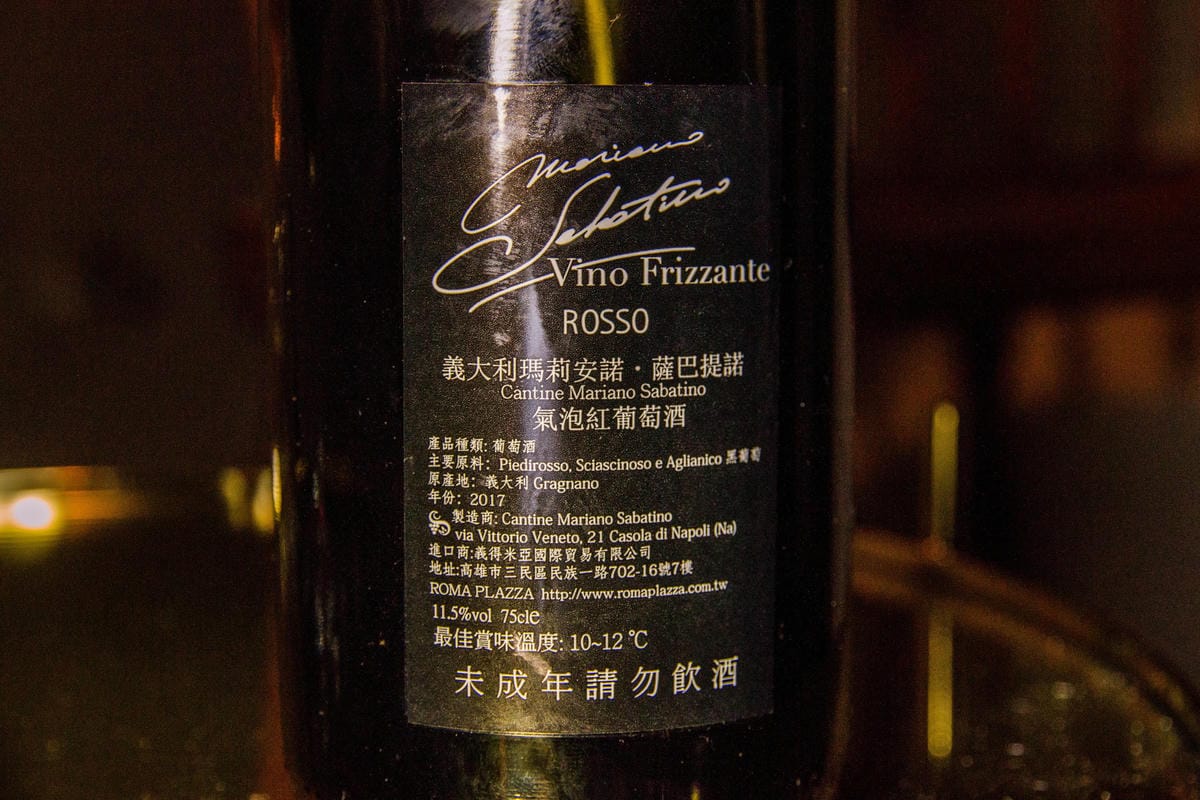 Mariano
Sabatino
Vino Frizzante
ROSSO
義大利瑪莉安諾・薩巴提諾
Cantine Mariano Sabatino
氣泡紅葡萄酒
產品種類: 葡萄酒
主要原料: Piedirosso, Sciascinoso e Aglianico 黑葡萄
原產地: 義大利 Gragnano
年份: 2017
製造商: Cantine Mariano Sabatino
via Vittorio Veneto, 21 Casola di Napoli (Na)
進口商:義得米亞國際貿易有限公司
地址:高雄市三民區民族一路702-16號7樓
ROMA PLAZZA http://www.romaplazza.com.tw
11.5%vol 75cle
最佳賞味溫度: 10~12 ℃
未成年請勿飲酒